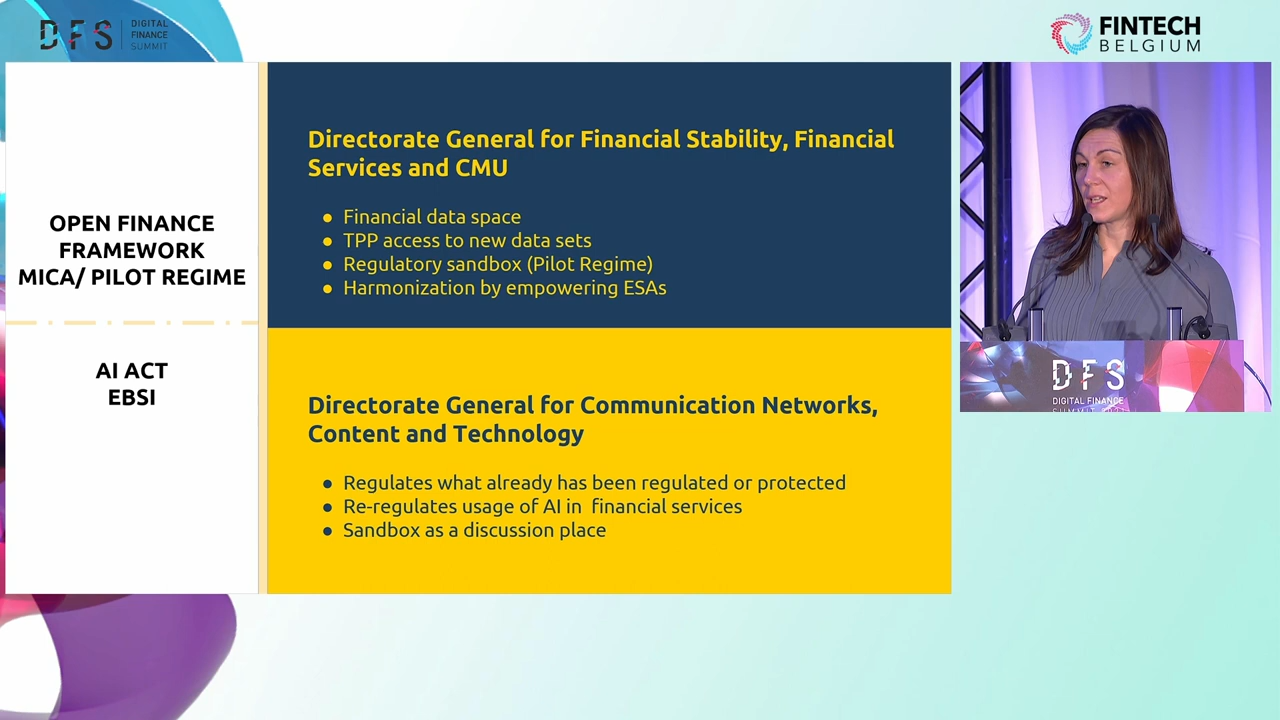 DFS
DIGITAL
FINANCE
SUMMIT
FINTECH
BELGIUM
OPEN FINANCE
FRAMEWORK
MICA/ PILOT REGIME
AI ACT
EBSI
Directorate General for Financial Stability, Financial
Services and CMU
● Financial data space
● TPP access to new data sets
● Regulatory sandbox (Pilot Regime)
● Harmonization by empowering ESAs
Directorate General for Communication Networks,
Content and Technology
● Regulates what already has been regulated or protected
● Re-regulates usage of AI in  financial services
● Sandbox as a discussion place
DFS
DIGITAL FINANCE